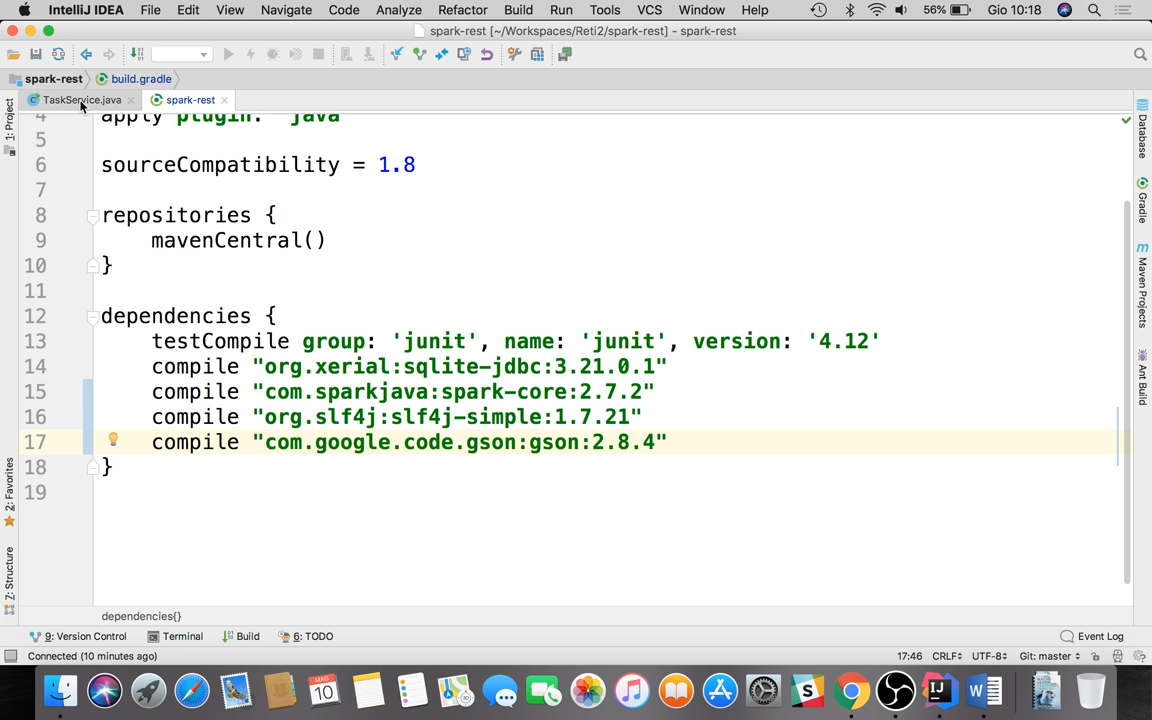 IntelliJ IDEA File Edit View Navigate Code Analyze Refactor Build Run Tools VCS Window Help 56% Gio 10:18
spark-rest [~/Workspaces/Reti2/spark-rest] - spark-rest
spark-rest build.gradle
TaskService.java spark-rest
1: Project
2: Favorites
7: Structure
4 apply plugin: 'java'
5
6 sourceCompatibility = 1.8
7
8 repositories {
9 mavenCentral()
10 }
11
12 dependencies {
13 testCompile group: 'junit', name: 'junit', version: '4.12'
14 compile "org.xerial:sqlite-jdbc:3.21.0.1"
15 compile "com.sparkjava:spark-core:2.7.2"
16 compile "org.slf4j:slf4j-simple:1.7.21"
17 compile "com.google.code.gson:gson:2.8.4"
18 }
19
Database
Gradle
m Maven Projects
Ant Build
dependencies{}
9: Version Control Terminal Build 6: TODO Event Log
Connected (10 minutes ago) 17:46 CRLF UTF-8 Git: master
MAG
10
IJ
W